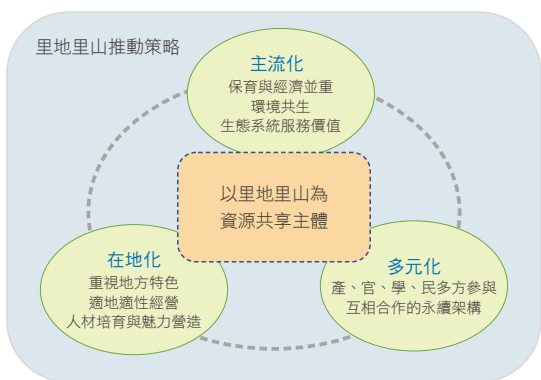 里地里山推動策略
主流化
保育與經濟並重
環境共生
生態系統服務價值
以里地里山為
資源共享主體
在地化
重視地方特色
適地適性經營
人材培育與魅力營造
多元化
產、官、學、民多方參與
互相合作的永續架構